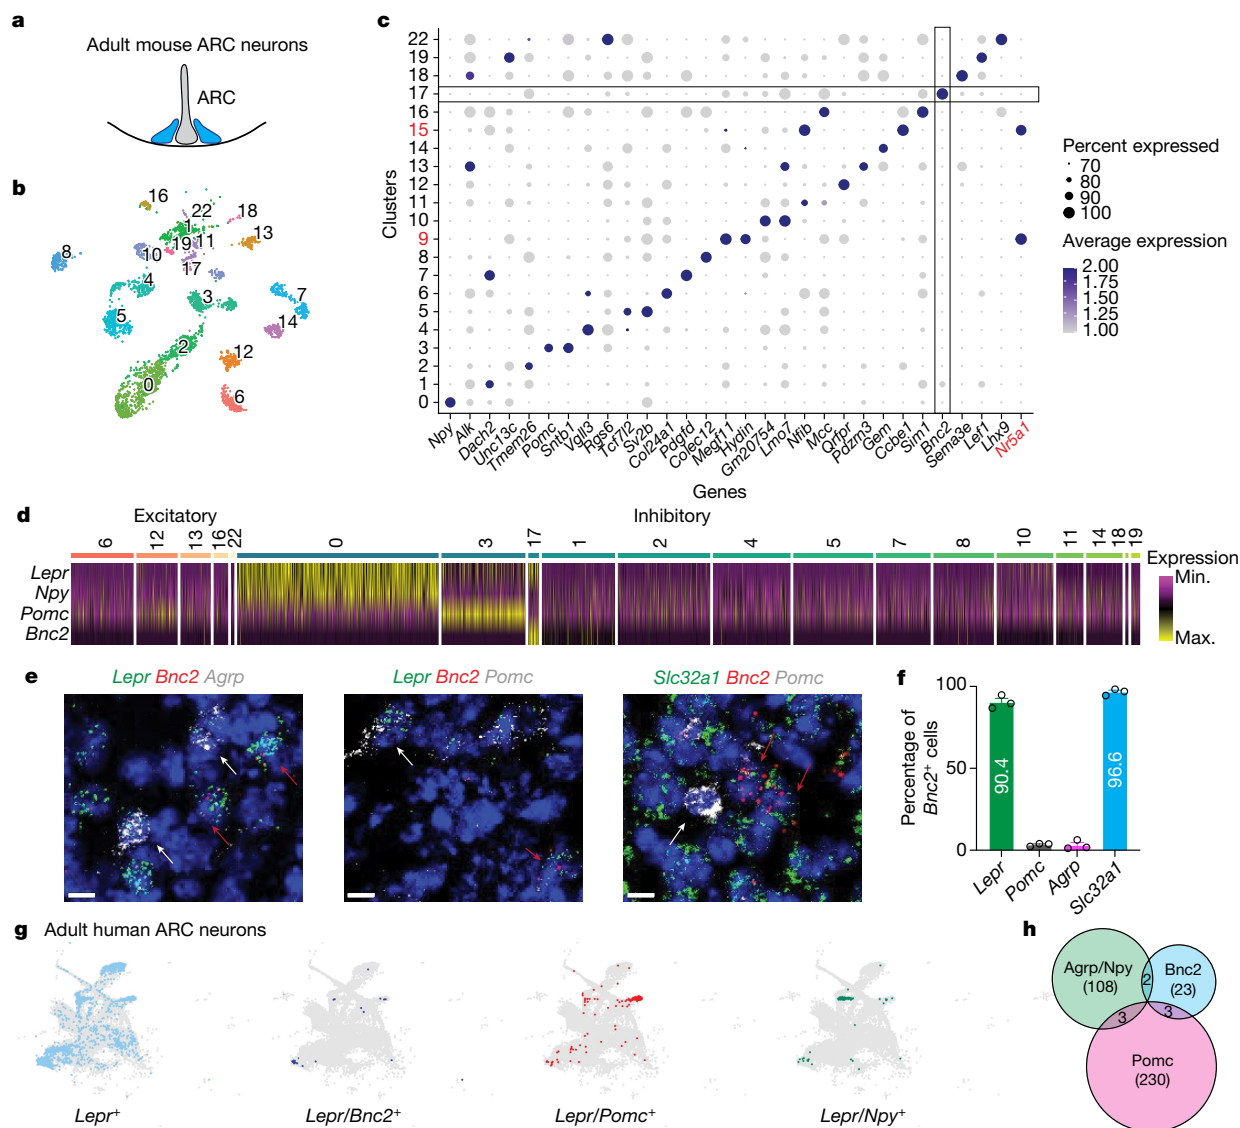 a
Adult mouse ARC neurons
ARC
b
16
22
18
1
8
19
11
13
10
17
4
3
7
5
14
2
12
0
6
c
Clusters
22
19
18
17
16
15
14
13
12
11
10
9
8
7
6
5
4
3
2
1
0
Npy
Alk
Dach2
Unc13c
Tmem26
Pomc
Sntb1
Vgll3
Rgs6
Tcf7l2
Sv2b
Col24a1
Pdgfd
Colec12
Megf11
Hydin
Gm20754
Lmo7
Nfib
Mcc
Qrfpr
Pdzrn3
Gem
Ccbe1
Sim1
Bnc2
Sema3e
Lef1
Lhx9
Nr5a1
Genes
Percent expressed
70
80
90
100
Average expression
2.00
1.75
1.50
1.25
1.00
d
Excitatory Inhibitory
6 12 13 16 22 0 3 17 1 2 4 5 7 8 10 11 14 18 19
Lepr
Npy
Pomc
Bnc2
Expression
Min.
Max.
e
Lepr Bnc2 Agrp
Lepr Bnc2 Pomc
Slc32a1 Bnc2 Pomc
f
Percentage of
Bnc2+ cells
100
50
0
90.4
96.6
Lepr
Pomc
Agrp
Slc32a1
g Adult human ARC neurons
Lepr+
Lepr/Bnc2+
Lepr/Pomc+
Lepr/Npy+
h
Agrp/Npy
(108)
2
Bnc2
(23)
3
3
Pomc
(230)